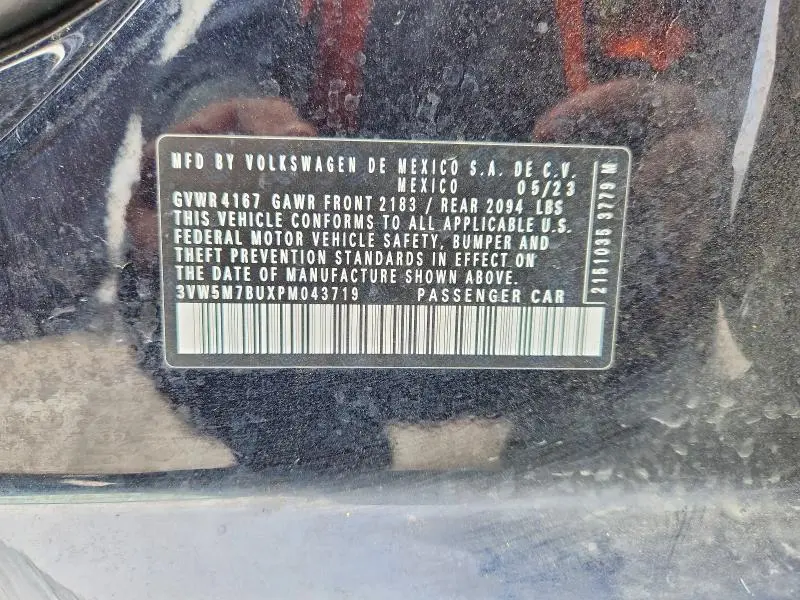 MFD BY VOLKSWAGEN DE MEXICO S.A. DE C.V.
MEXICO 05/23
GVWR 4167 GAWR FRONT 2183 / REAR 2094 LBS
THIS VEHICLE CONFORMS TO ALL APPLICABLE U.S.
FEDERAL MOTOR VEHICLE SAFETY, BUMPER AND
THEFT PREVENTION STANDARDS IN EFFECT ON
THE DATE OF MANUFACTURE SHOWN ABOVE.
3VW5M7BUXPM043719 PASSENGER CAR
2161035 3779 M